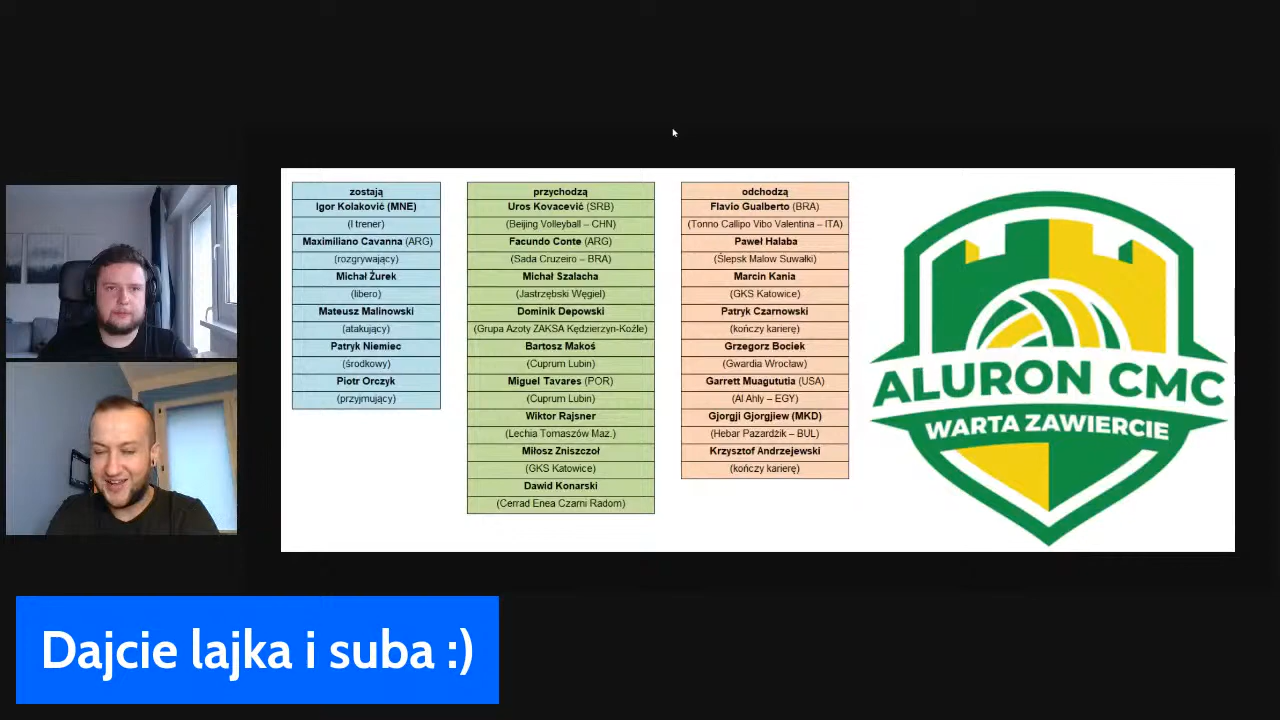 zostają
Igor Kolaković (MNE)
(I trener)
Maximiliano Cavanna (ARG)
(rozgrywający)
Michał Żurek
(libero)
Mateusz Malinowski
(atakujący)
Patryk Niemiec
(środkowy)
Piotr Orczyk
(przyjmujący)
przychodzą
Uros Kovacević (SRB)
(Beijing Volleyball – CHN)
Facundo Conte (ARG)
(Sada Cruzeiro – BRA)
Michał Szalacha
(Jastrzębski Węgiel)
Dominik Depowski
(Grupa Azoty ZAKSA Kędzierzyn-Koźle)
Bartosz Makoś
(Cuprum Lubin)
Miguel Tavares (POR)
(Cuprum Lubin)
Wiktor Rajsner
(Lechia Tomaszów Maz.)
Miłosz Zniszczoł
(GKS Katowice)
Dawid Konarski
(Cerrad Enea Czarni Radom)
odchodzą
Flavio Gualberto (BRA)
(Tonno Callipo Vibo Valentina – ITA)
Paweł Halaba
(Ślepsk Malow Suwałki)
Marcin Kania
(GKS Katowice)
Patryk Czarnowski
(kończy karierę)
Grzegorz Bociek
(Gwardia Wrocław)
Garrett Muagututia (USA)
(Al Ahly – EGY)
Gjorgji Gjorgjiew (MKD)
(Hebar Pazardżik – BUL)
Krzysztof Andrzejewski
(kończy karierę)
ALURON CMC
WARTA ZAWIERCIE
Dajcie lajka i suba :)